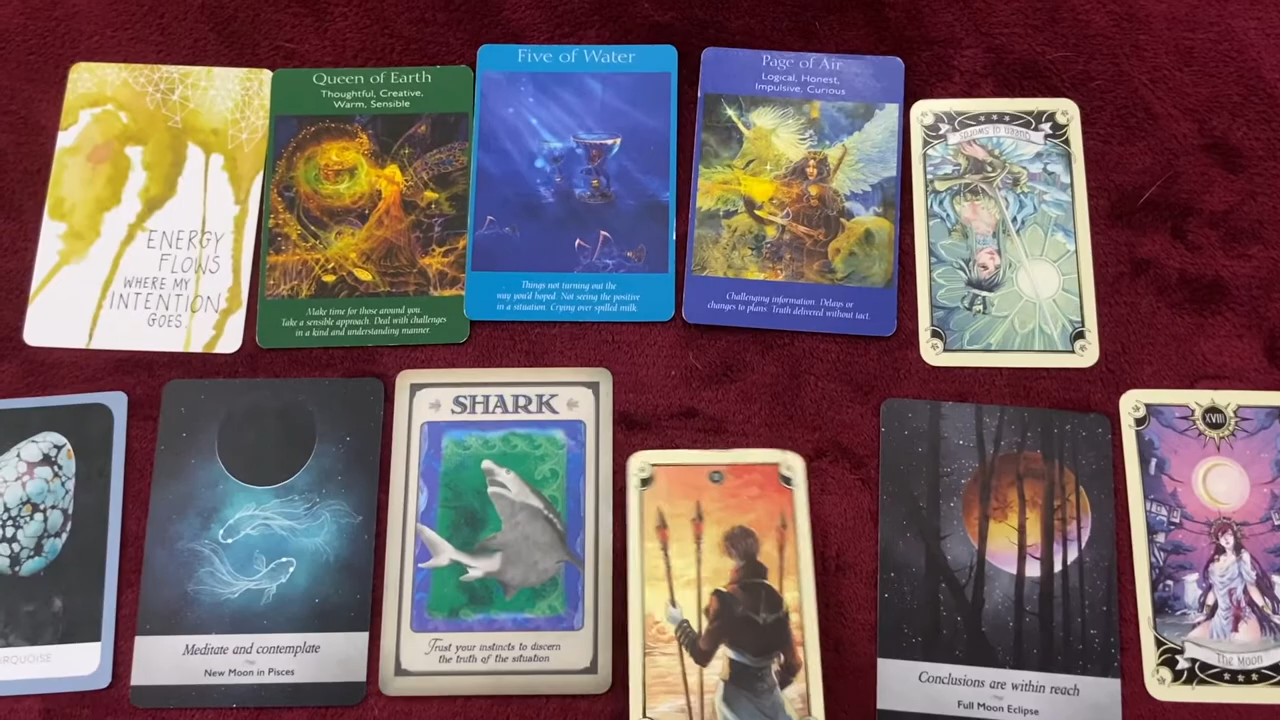 ENERGY
FLOWS
WHERE MY
INTENTION
GOES.
Queen of Earth
Thoughtful, Creative,
Warm, Sensible
Make time for those around you.
Take a sensible approach. Deal with challenges
in a kind and understanding manner.
Five of Water
Things not turning out the
way you'd hoped. Not seeing the positive
in a situation. Crying over spilled milk.
Page of Air
Logical, Honest,
Impulsive, Curious
Challenging information. Delays or
changes to plans. Truth delivered without tact.
Queen of Swords
RQUOISE
Meditate and contemplate
New Moon in Pisces
SHARK
Trust your instincts to discern
the truth of the situation
Conclusions are within reach
Full Moon Eclipse
XVIII
The Moon